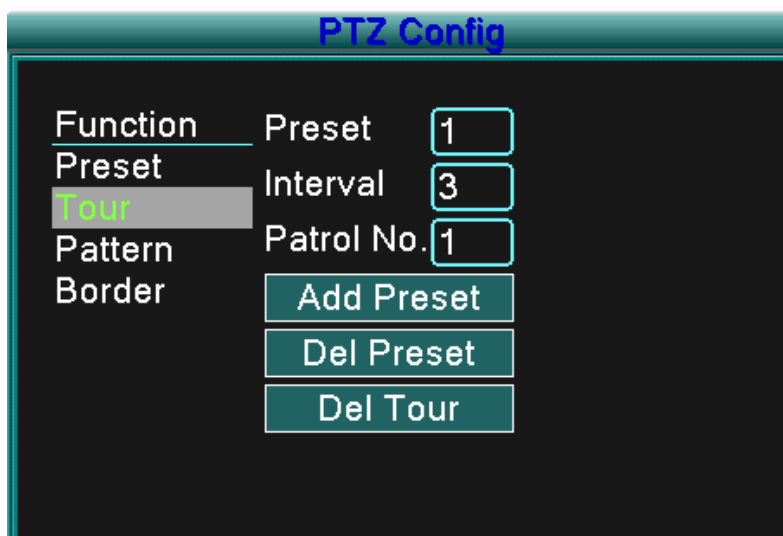 PTZ Config
Function
Preset
Tour
Pattern
Border
Preset 1
Interval 3
Patrol No. 1
Add Preset
Del Preset
Del Tour